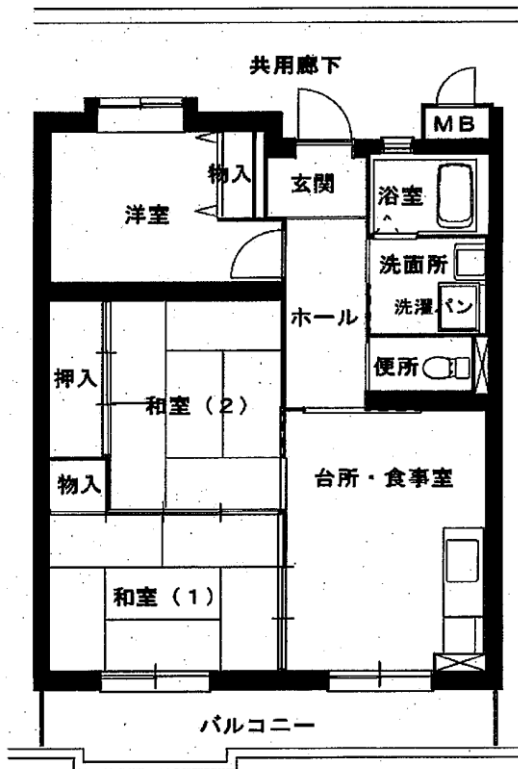 共用廊下
MB
物入
玄関
浴室
洋室
洗面所
洗濯パン
ホール
便所
押入
和室(2)
台所・食事室
物入
和室(1)
バルコニー